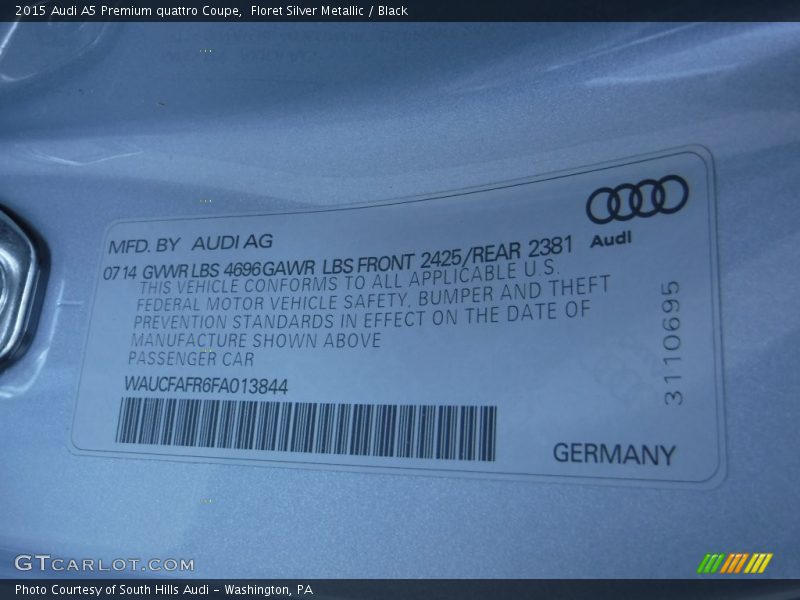 2015 Audi A5 Premium quattro Coupe,  Floret Silver Metallic / Black
Audi
MFD. BY AUDI AG
0714 GVWR LBS 4696 GAWR LBS FRONT 2425/REAR 2381
THIS VEHICLE CONFORMS TO ALL APPLICABLE U.S.
FEDERAL MOTOR VEHICLE SAFETY, BUMPER AND THEFT
PREVENTION STANDARDS IN EFFECT ON THE DATE OF
MANUFACTURE SHOWN ABOVE
PASSENGER CAR
WAUCFAFR6FA013844
3110695
GERMANY
GTCARLOT.COM
Photo Courtesy of South Hills Audi - Washington, PA